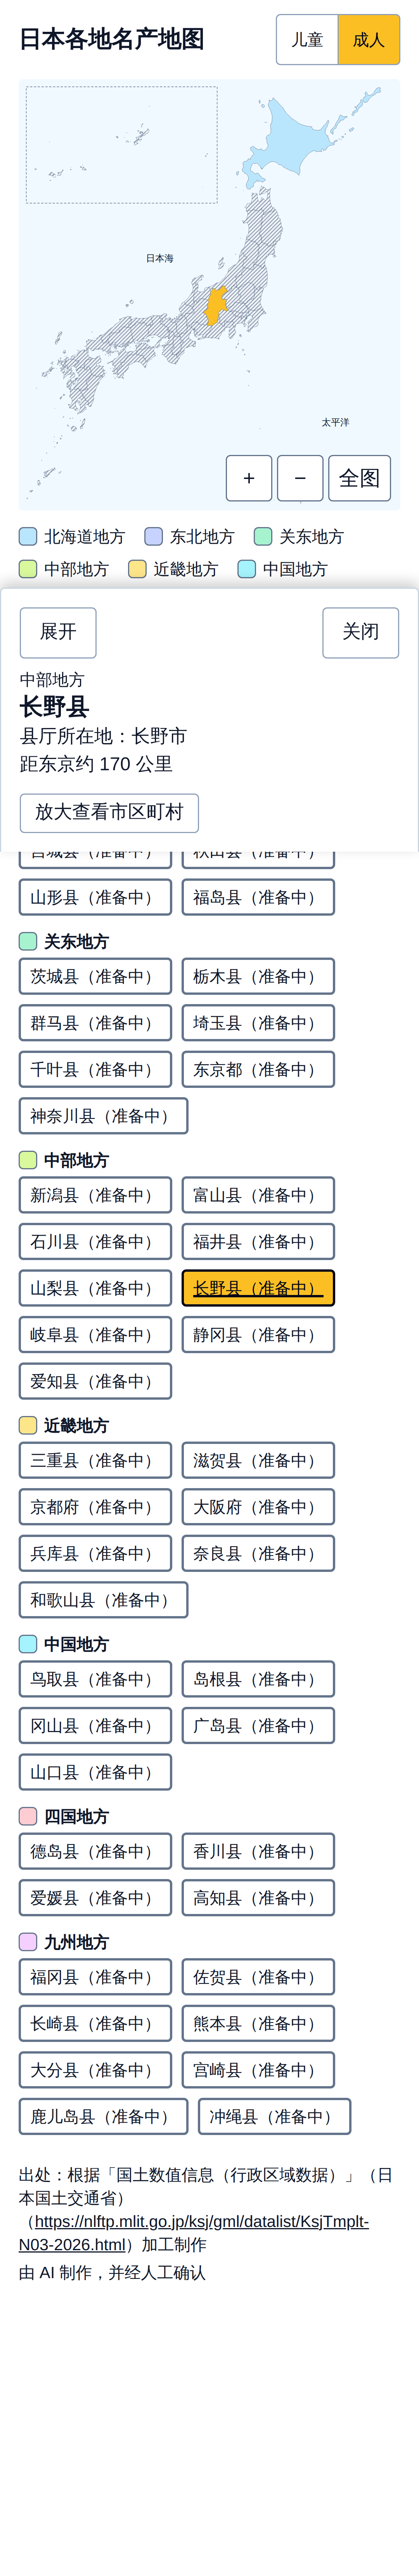 日本各地名产地图
儿童
成人
日本海
太平洋
+
−
全图
北海道地方
东北地方
关东地方
中部地方
近畿地方
中国地方
展开
关闭
中部地方
长野县
县厅所在地：长野市
距东京约 170 公里
放大查看市区町村
山形县（准备中）
福岛县（准备中）
关东地方
茨城县（准备中）
栃木县（准备中）
群马县（准备中）
埼玉县（准备中）
千叶县（准备中）
东京都（准备中）
神奈川县（准备中）
中部地方
新潟县（准备中）
富山县（准备中）
石川县（准备中）
福井县（准备中）
山梨县（准备中）
长野县（准备中）
岐阜县（准备中）
静冈县（准备中）
爱知县（准备中）
近畿地方
三重县（准备中）
滋贺县（准备中）
京都府（准备中）
大阪府（准备中）
兵库县（准备中）
奈良县（准备中）
和歌山县（准备中）
中国地方
鸟取县（准备中）
岛根县（准备中）
冈山县（准备中）
广岛县（准备中）
山口县（准备中）
四国地方
德岛县（准备中）
香川县（准备中）
爱媛县（准备中）
高知县（准备中）
九州地方
福冈县（准备中）
佐贺县（准备中）
长崎县（准备中）
熊本县（准备中）
大分县（准备中）
宫崎县（准备中）
鹿儿岛县（准备中）
冲绳县（准备中）
出处：根据「国土数值信息（行政区域数据）」（日
本国土交通省）
（https://nlftp.mlit.go.jp/ksj/gml/datalist/KsjTmplt-
N03-2026.html）加工制作
由 AI 制作，并经人工确认